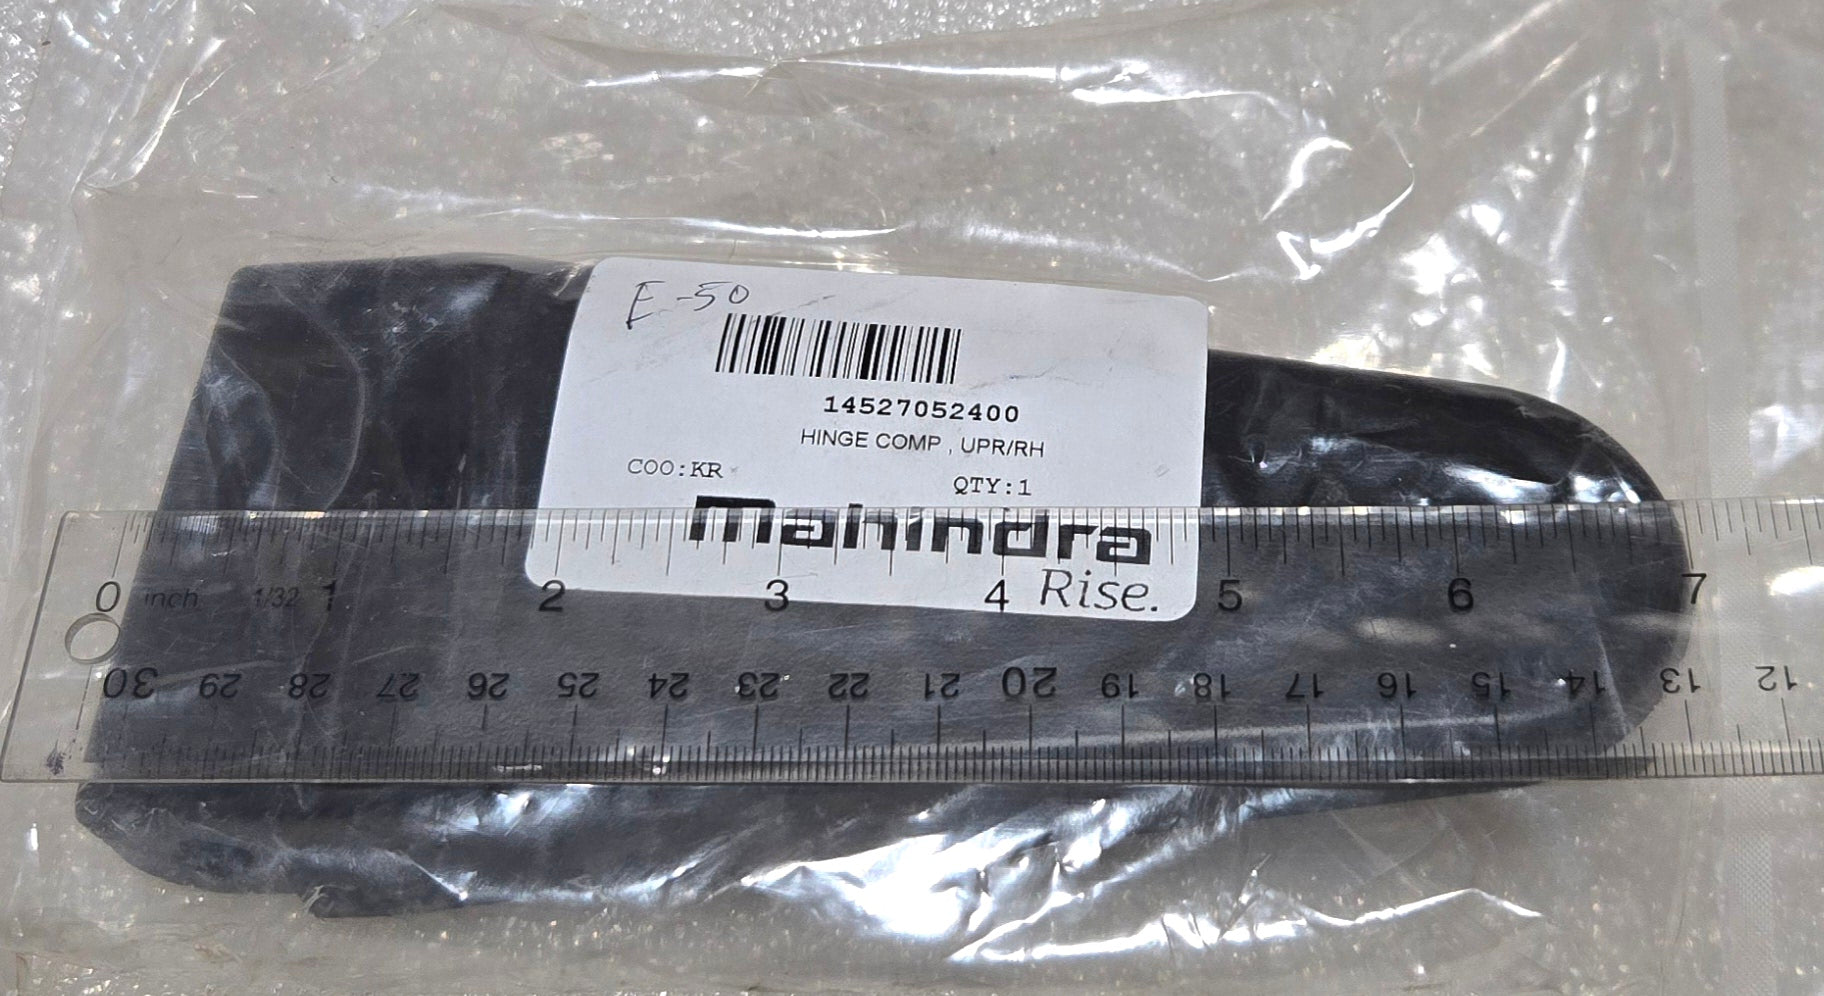 E-50
14527052400
HINGE COMP , UPR/RH
COO:KR QTY:1
mahindra
Rise.
0 inch 1/32 1 2 3 4 5 6 7
30 29 28 27 26 25 24 23 22 21 20 19 18 17 16 15 14 13 12